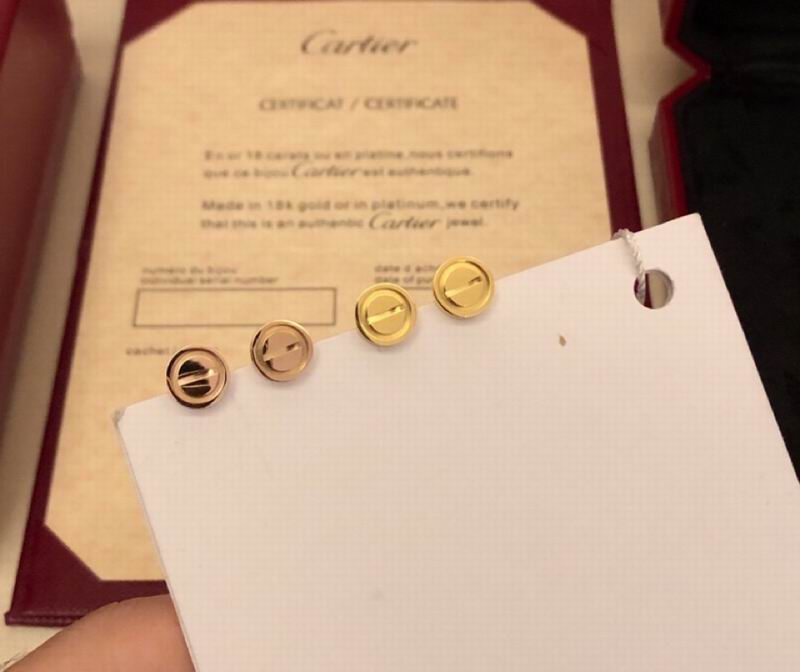 Cartier
CERTIFICAT / CERTIFICATE
En or 18 carats ou en platine, nous certifions
que ce bijou Cartier est authentique.
Made in 18k gold or in platinum, we certify
that this is an authentic Cartier jewel.
numéro du bijou
individual serial number
date d'ach
date of pu
cachet